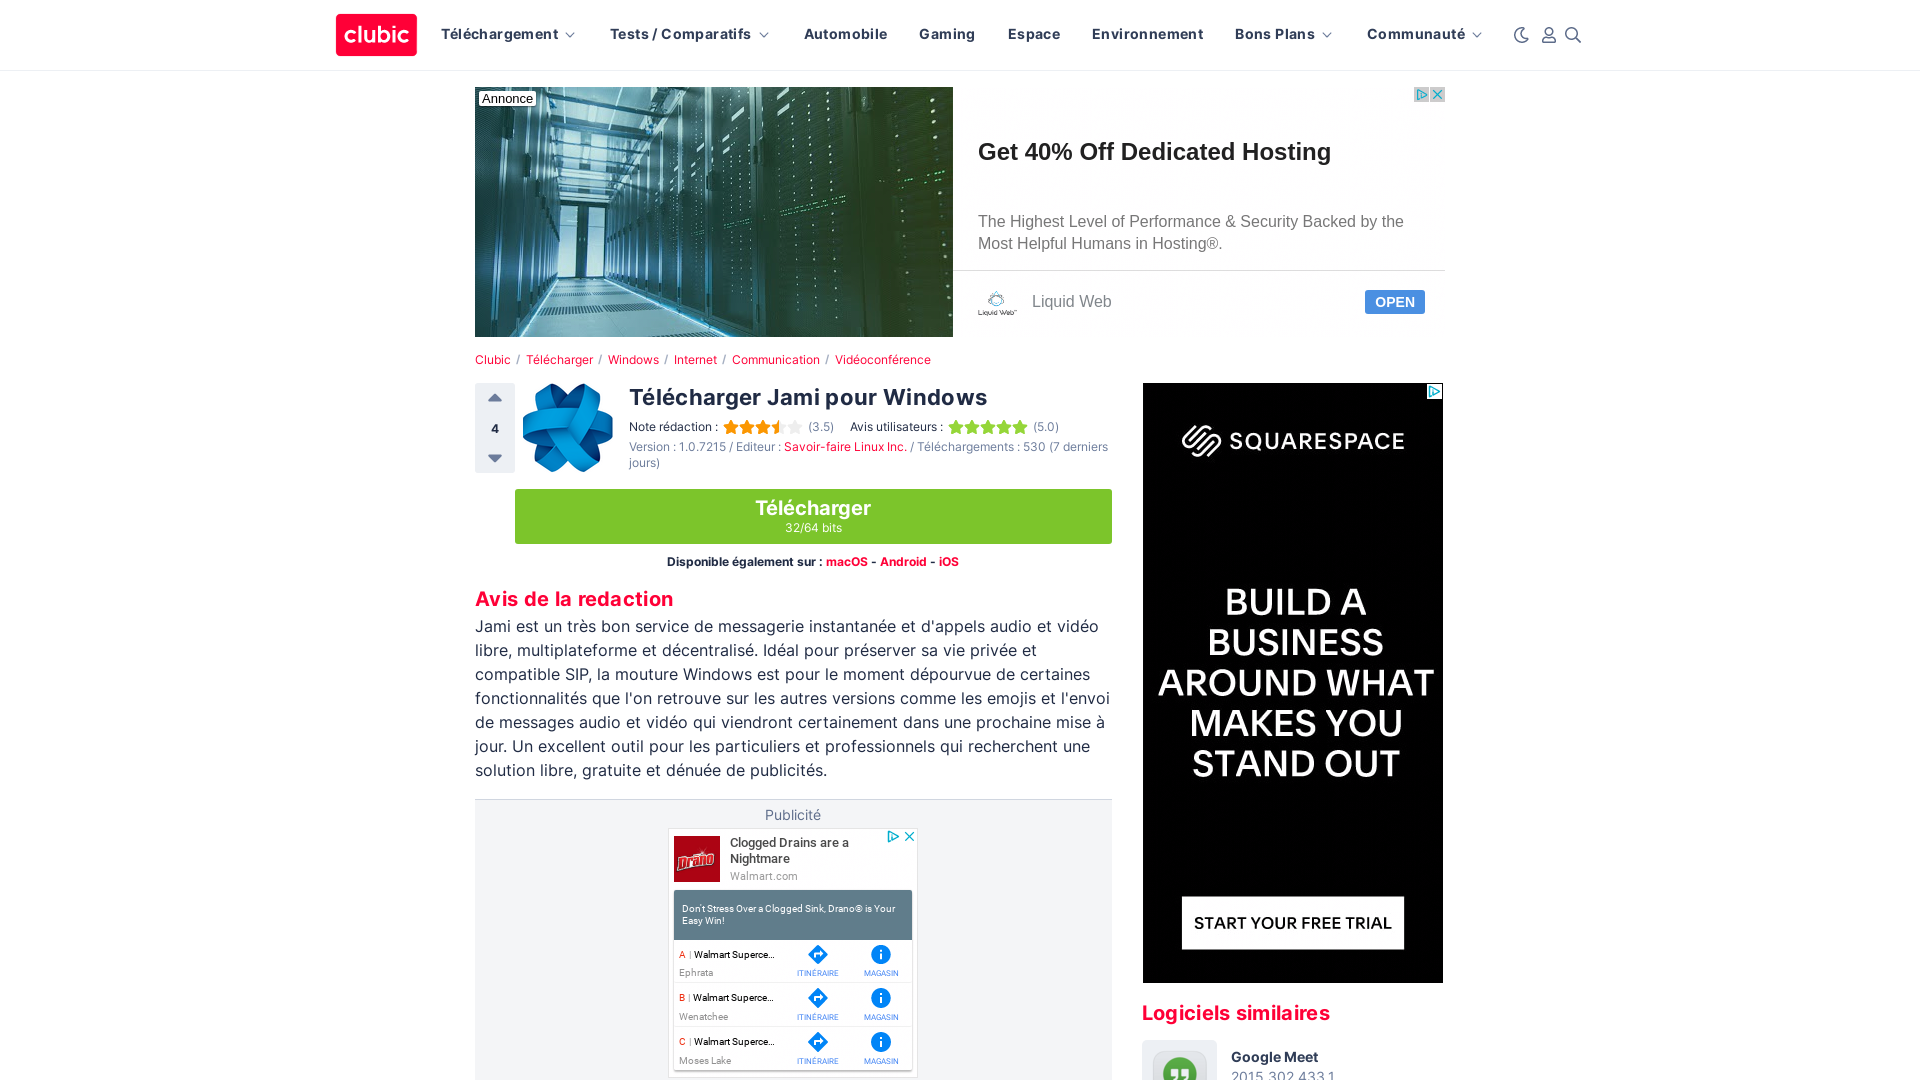 clubic
Téléchargement
Tests / Comparatifs
Automobile
Gaming
Espace
Environnement
Bons Plans
Communauté
Annonce
Get 40% Off Dedicated Hosting
The Highest Level of Performance & Security Backed by the
Most Helpful Humans in Hosting®.
Liquid Web™
Liquid Web
OPEN
Clubic / Télécharger / Windows / Internet / Communication / Vidéoconférence
4
Télécharger Jami pour Windows
Note rédaction : (3.5) Avis utilisateurs : (5.0)
Version : 1.0.7215 / Editeur : Savoir-faire Linux Inc. / Téléchargements : 530 (7 derniers
jours)
Télécharger
32/64 bits
Disponible également sur : macOS - Android - iOS
Avis de la redaction
Jami est un très bon service de messagerie instantanée et d'appels audio et vidéo
libre, multiplateforme et décentralisé. Idéal pour préserver sa vie privée et
compatible SIP, la mouture Windows est pour le moment dépourvue de certaines
fonctionnalités que l'on retrouve sur les autres versions comme les emojis et l'envoi
de messages audio et vidéo qui viendront certainement dans une prochaine mise à
jour. Un excellent outil pour les particuliers et professionnels qui recherchent une
solution libre, gratuite et dénuée de publicités.
Publicité
Drano
Clogged Drains are a
Nightmare
Walmart.com
Don't Stress Over a Clogged Sink, Drano® is Your
Easy Win!
A | Walmart Superce...
Ephrata
ITINÉRAIRE
MAGASIN
B | Walmart Superce...
Wenatchee
ITINÉRAIRE
MAGASIN
C | Walmart Superce...
Moses Lake
ITINÉRAIRE
MAGASIN
SQUARESPACE
BUILD A
BUSINESS
AROUND WHAT
MAKES YOU
STAND OUT
START YOUR FREE TRIAL
Logiciels similaires
Google Meet
2015.302.433.1